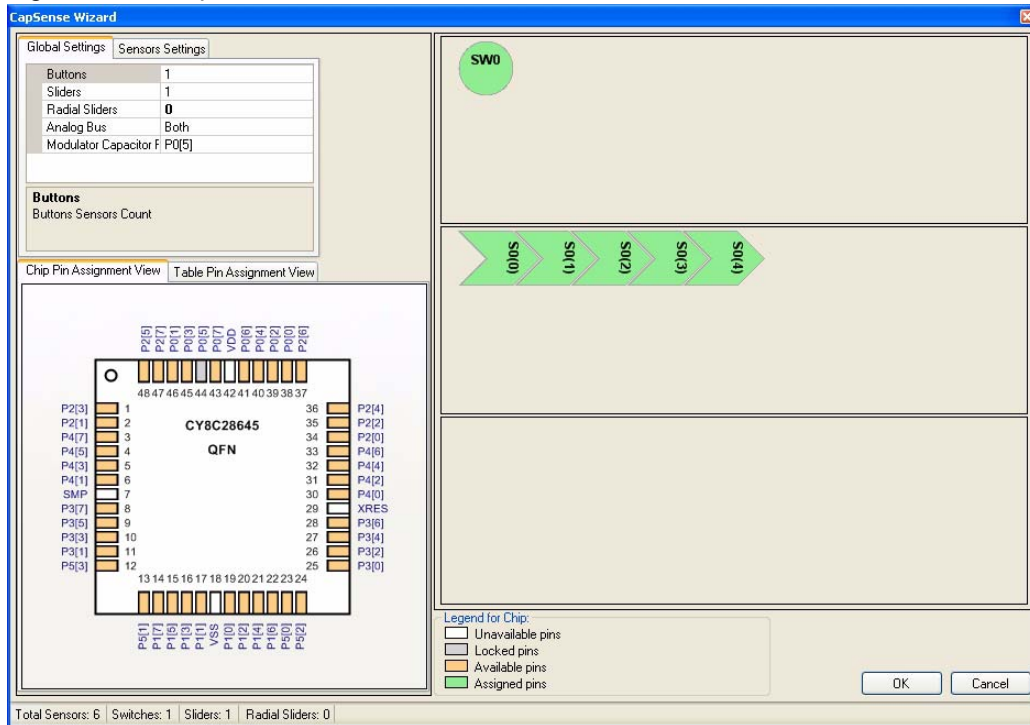 CapSense Wizard
Global Settings
Sensors Settings
Buttons 1
Sliders 1
Radial Sliders 0
Analog Bus Both
Modulator Capacitor F P0[5]
Buttons
Buttons Sensors Count
Chip Pin Assignment View
Table Pin Assignment View
P2[5] P2[7] P0[1] P0[3] P0[5] P0[7] VDD P0[6] P0[4] P0[2] P0[0] P2[6]
48 47 46 45 44 43 42 41 40 39 38 37
P2[3] 1 36 P2[4]
P2[1] 2 CY8C28645 35 P2[2]
P4[7] 3 34 P2[0]
P4[5] 4 QFN 33 P4[6]
P4[3] 5 32 P4[4]
P4[1] 6 31 P4[2]
SMP 7 30 P4[0]
P3[7] 8 29 XRES
P3[5] 9 28 P3[6]
P3[3] 10 27 P3[4]
P3[1] 11 26 P3[2]
P5[3] 12 25 P3[0]
13 14 15 16 17 18 19 20 21 22 23 24
P5[1] P1[7] P1[5] P1[3] P1[1] VSS P1[0] P1[2] P1[4] P1[6] P5[0] P5[2]
SW0
S0(0) S0(1) S0(2) S0(3) S0(4)
Legend for Chip:
Unavailable pins
Locked pins
Available pins
Assigned pins
OK Cancel
Total Sensors: 6 Switches: 1 Sliders: 1 Radial Sliders: 0